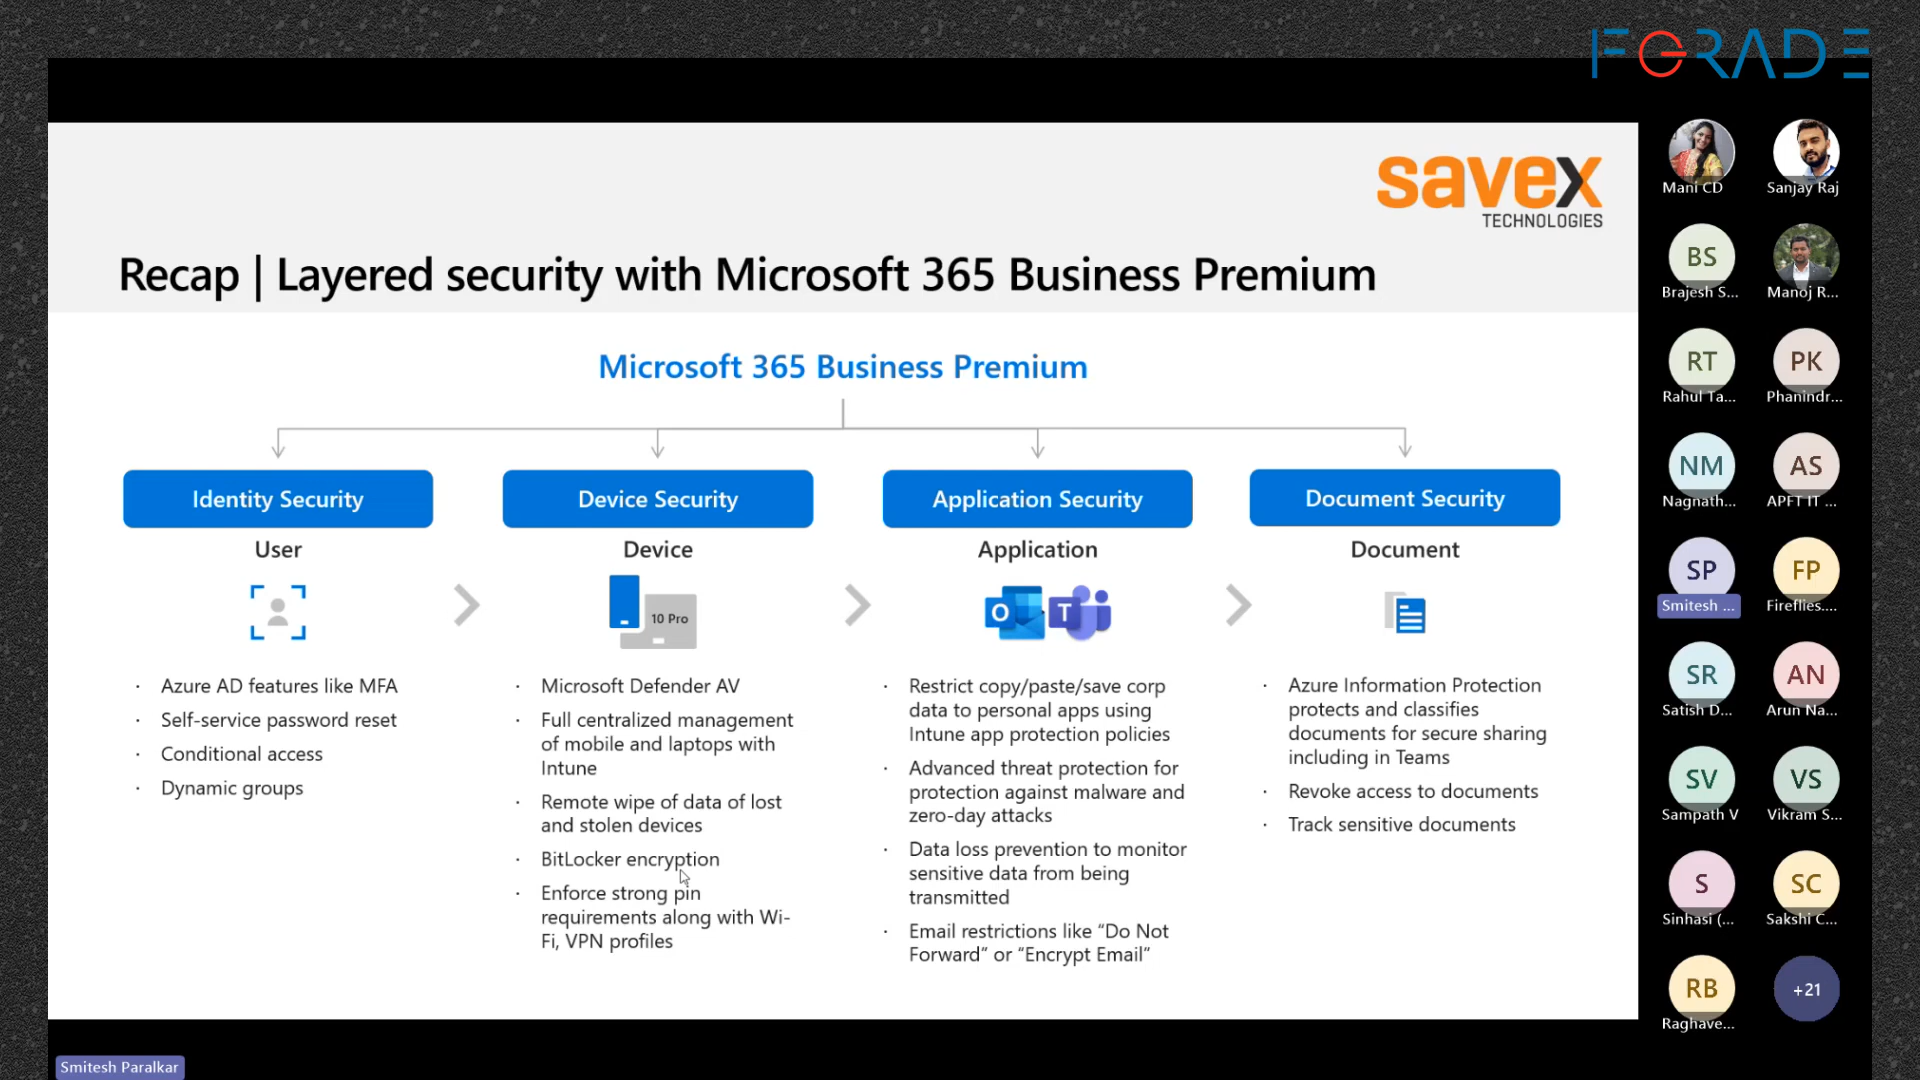 FGRADE
savex
TECHNOLOGIES
Recap | Layered security with Microsoft 365 Business Premium
Microsoft 365 Business Premium
Identity Security
User
Azure AD features like MFA
Self-service password reset
Conditional access
Dynamic groups
Device Security
Device
10 Pro
Microsoft Defender AV
Full centralized management
of mobile and laptops with
Intune
Remote wipe of data of lost
and stolen devices
BitLocker encryption
Enforce strong pin
requirements along with Wi-
Fi, VPN profiles
Application Security
Application
O
T
Restrict copy/paste/save corp
data to personal apps using
Intune app protection policies
Advanced threat protection for
protection against malware and
zero-day attacks
Data loss prevention to monitor
sensitive data from being
transmitted
Email restrictions like “Do Not
Forward” or “Encrypt Email”
Document Security
Document
Azure Information Protection
protects and classifies
documents for secure sharing
including in Teams
Revoke access to documents
Track sensitive documents
Mani CD
Sanjay Raj
BS
Brajesh S...
Manoj R...
RT
Rahul Ta...
PK
Phanindr...
NM
Nagnath...
AS
APFT IT ...
SP
Smitesh ...
FP
Fireflies....
SR
Satish D...
AN
Arun Na...
SV
Sampath V
VS
Vikram S...
S
Sinhasi (...
SC
Sakshi C...
RB
Raghave...
+21
Smitesh Paralkar